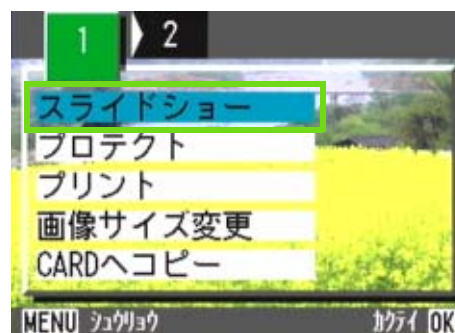 1 2
スライドショー
プロテクト
プリント
画像サイズ変更
CARDへコピー
MENU ｼｭｳﾘｮｳ ｶｸﾃｲ OK